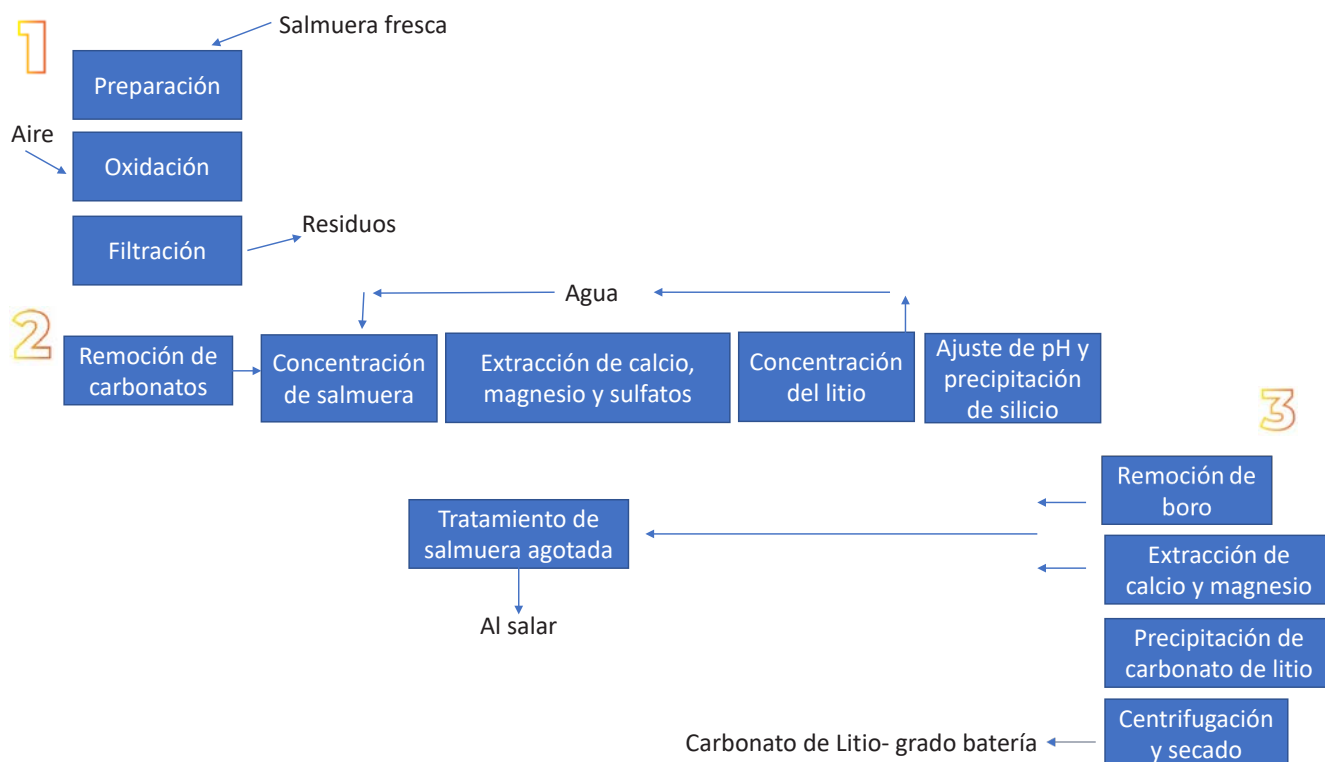 1
Salmuera fresca
Preparación
Aire
Oxidación
Filtración
Residuos
Agua
2
Remoción de
carbonatos
Concentración
de salmuera
Extracción de calcio,
magnesio y sulfatos
Concentración
del litio
Ajuste de pH y
precipitación
de silicio
3
Remoción de
boro
Tratamiento de
salmuera agotada
Extracción de
calcio y magnesio
Al salar
Precipitación de
carbonato de litio
Centrifugación
y secado
Carbonato de Litio- grado batería